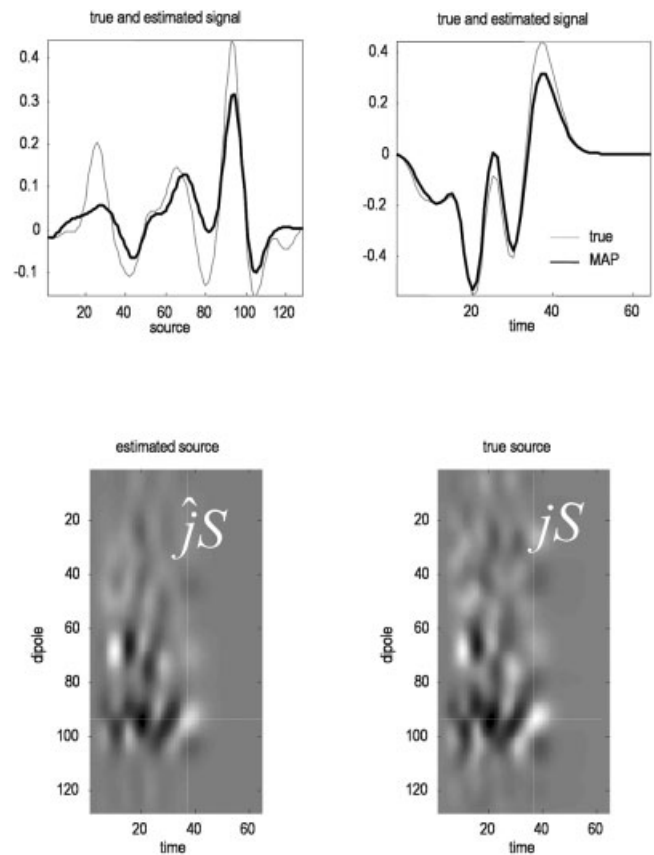 true and estimated signal
0.4
0.3
0.2
0.1
0
-0.1
20 40 60 80 100 120
source
true and estimated signal
0.4
0.2
0
-0.2
-0.4
true
MAP
20 40 60
time
estimated source
20
40
60
80
100
120
dipole
ĵS
20 40 60
time
true source
20
40
60
80
100
120
dipole
jS
20 40 60
time